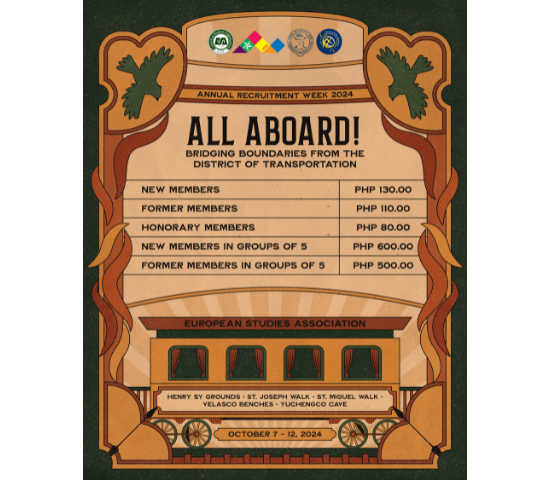 ANNUAL RECRUITMENT WEEK 2024
ALL ABOARD!
BRIDGING BOUNDARIES FROM THE
DISTRICT OF TRANSPORTATION
NEW MEMBERS PHP 130.00
FORMER MEMBERS PHP 110.00
HONORARY MEMBERS PHP 80.00
NEW MEMBERS IN GROUPS OF 5 PHP 600.00
FORMER MEMBERS IN GROUPS OF 5 PHP 500.00
EUROPEAN STUDIES ASSOCIATION
HENRY SY GROUNDS • ST. JOSEPH WALK • ST. MIGUEL WALK •
VELASCO BENCHES • YUCHENGCO CAVE
OCTOBER 7 - 12, 2024